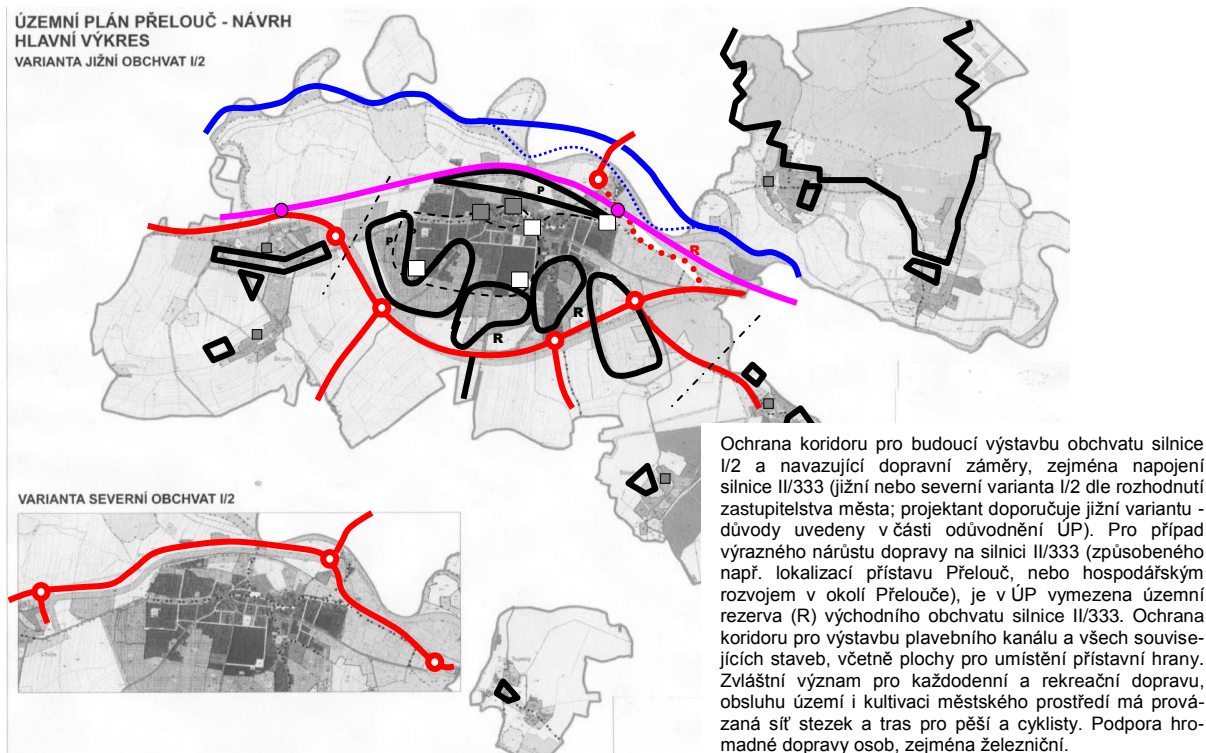 ÚZEMNÍ PLÁN PŘELOUČ - NÁVRH
HLAVNÍ VÝKRES
VARIANTA JIŽNÍ OBCHVAT I/2
P
P
R
R
R
VARIANTA SEVERNÍ OBCHVAT I/2
Ochrana koridoru pro budoucí výstavbu obchvatu silnice
I/2 a navazující dopravní záměry, zejména napojení
silnice II/333 (jižní nebo severní varianta I/2 dle rozhodnutí
zastupitelstva města; projektant doporučuje jižní variantu -
důvody uvedeny v části odůvodnění ÚP). Pro případ
výrazného nárůstu dopravy na silnici II/333 (způsobeného
např. lokalizací přístavu Přelouč, nebo hospodářským
rozvojem v okolí Přelouče), je v ÚP vymezena územní
rezerva (R) východního obchvatu silnice II/333. Ochrana
koridoru pro výstavbu plavebního kanálu a všech souvise-
jících staveb, včetně plochy pro umístění přístavní hrany.
Zvláštní význam pro každodenní a rekreační dopravu,
obsluhu území i kultivaci městského prostředí má prová-
zaná síť stezek a tras pro pěší a cyklisty. Podpora hro-
madné dopravy osob, zejména železniční.